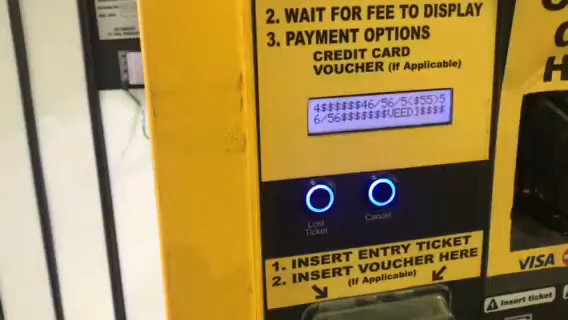 2. WAIT FOR FEE TO DISPLAY
3. PAYMENT OPTIONS
CREDIT CARD
VOUCHER (If Applicable)
4$$$$$$46/56/5<$55>5
6/56$$$$$$$VEED]$$$$
Lost
Ticket
Cancel
1. INSERT ENTRY TICKET
2. INSERT VOUCHER HERE
(If Applicable)
VISA
Insert ticket